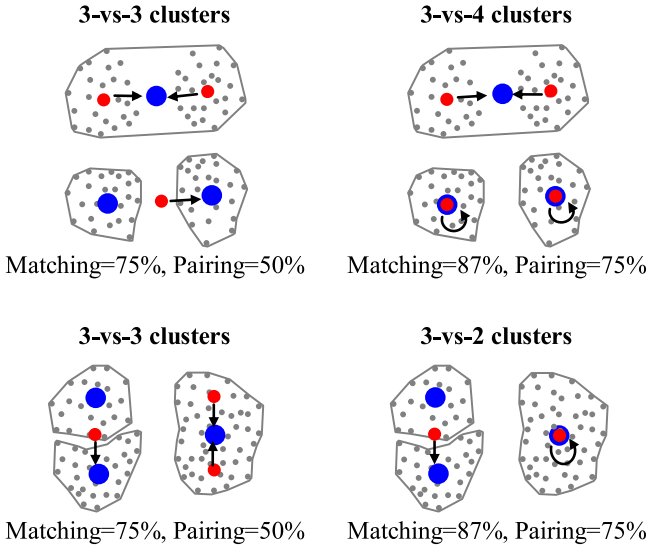 3-vs-3 clusters
3-vs-4 clusters
Matching=75%, Pairing=50%
Matching=87%, Pairing=75%
3-vs-3 clusters
3-vs-2 clusters
Matching=75%, Pairing=50%
Matching=87%, Pairing=75%